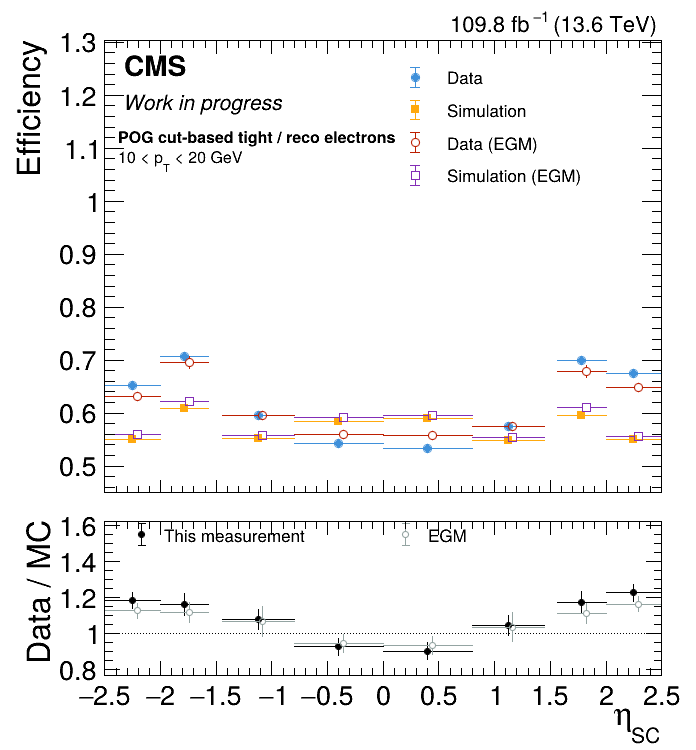 109.8 fb⁻¹ (13.6 TeV)
Efficiency
1.3
1.2
1.1
1
0.9
0.8
0.7
0.6
0.5
CMS
Work in progress
POG cut-based tight / reco electrons
10 < p_T < 20 GeV
Data
Simulation
Data (EGM)
Simulation (EGM)
Data / MC
1.6
1.4
1.2
1
0.8
This measurement
EGM
−2.5 −2 −1.5 −1 −0.5 0 0.5 1 1.5 2 2.5
η_SC